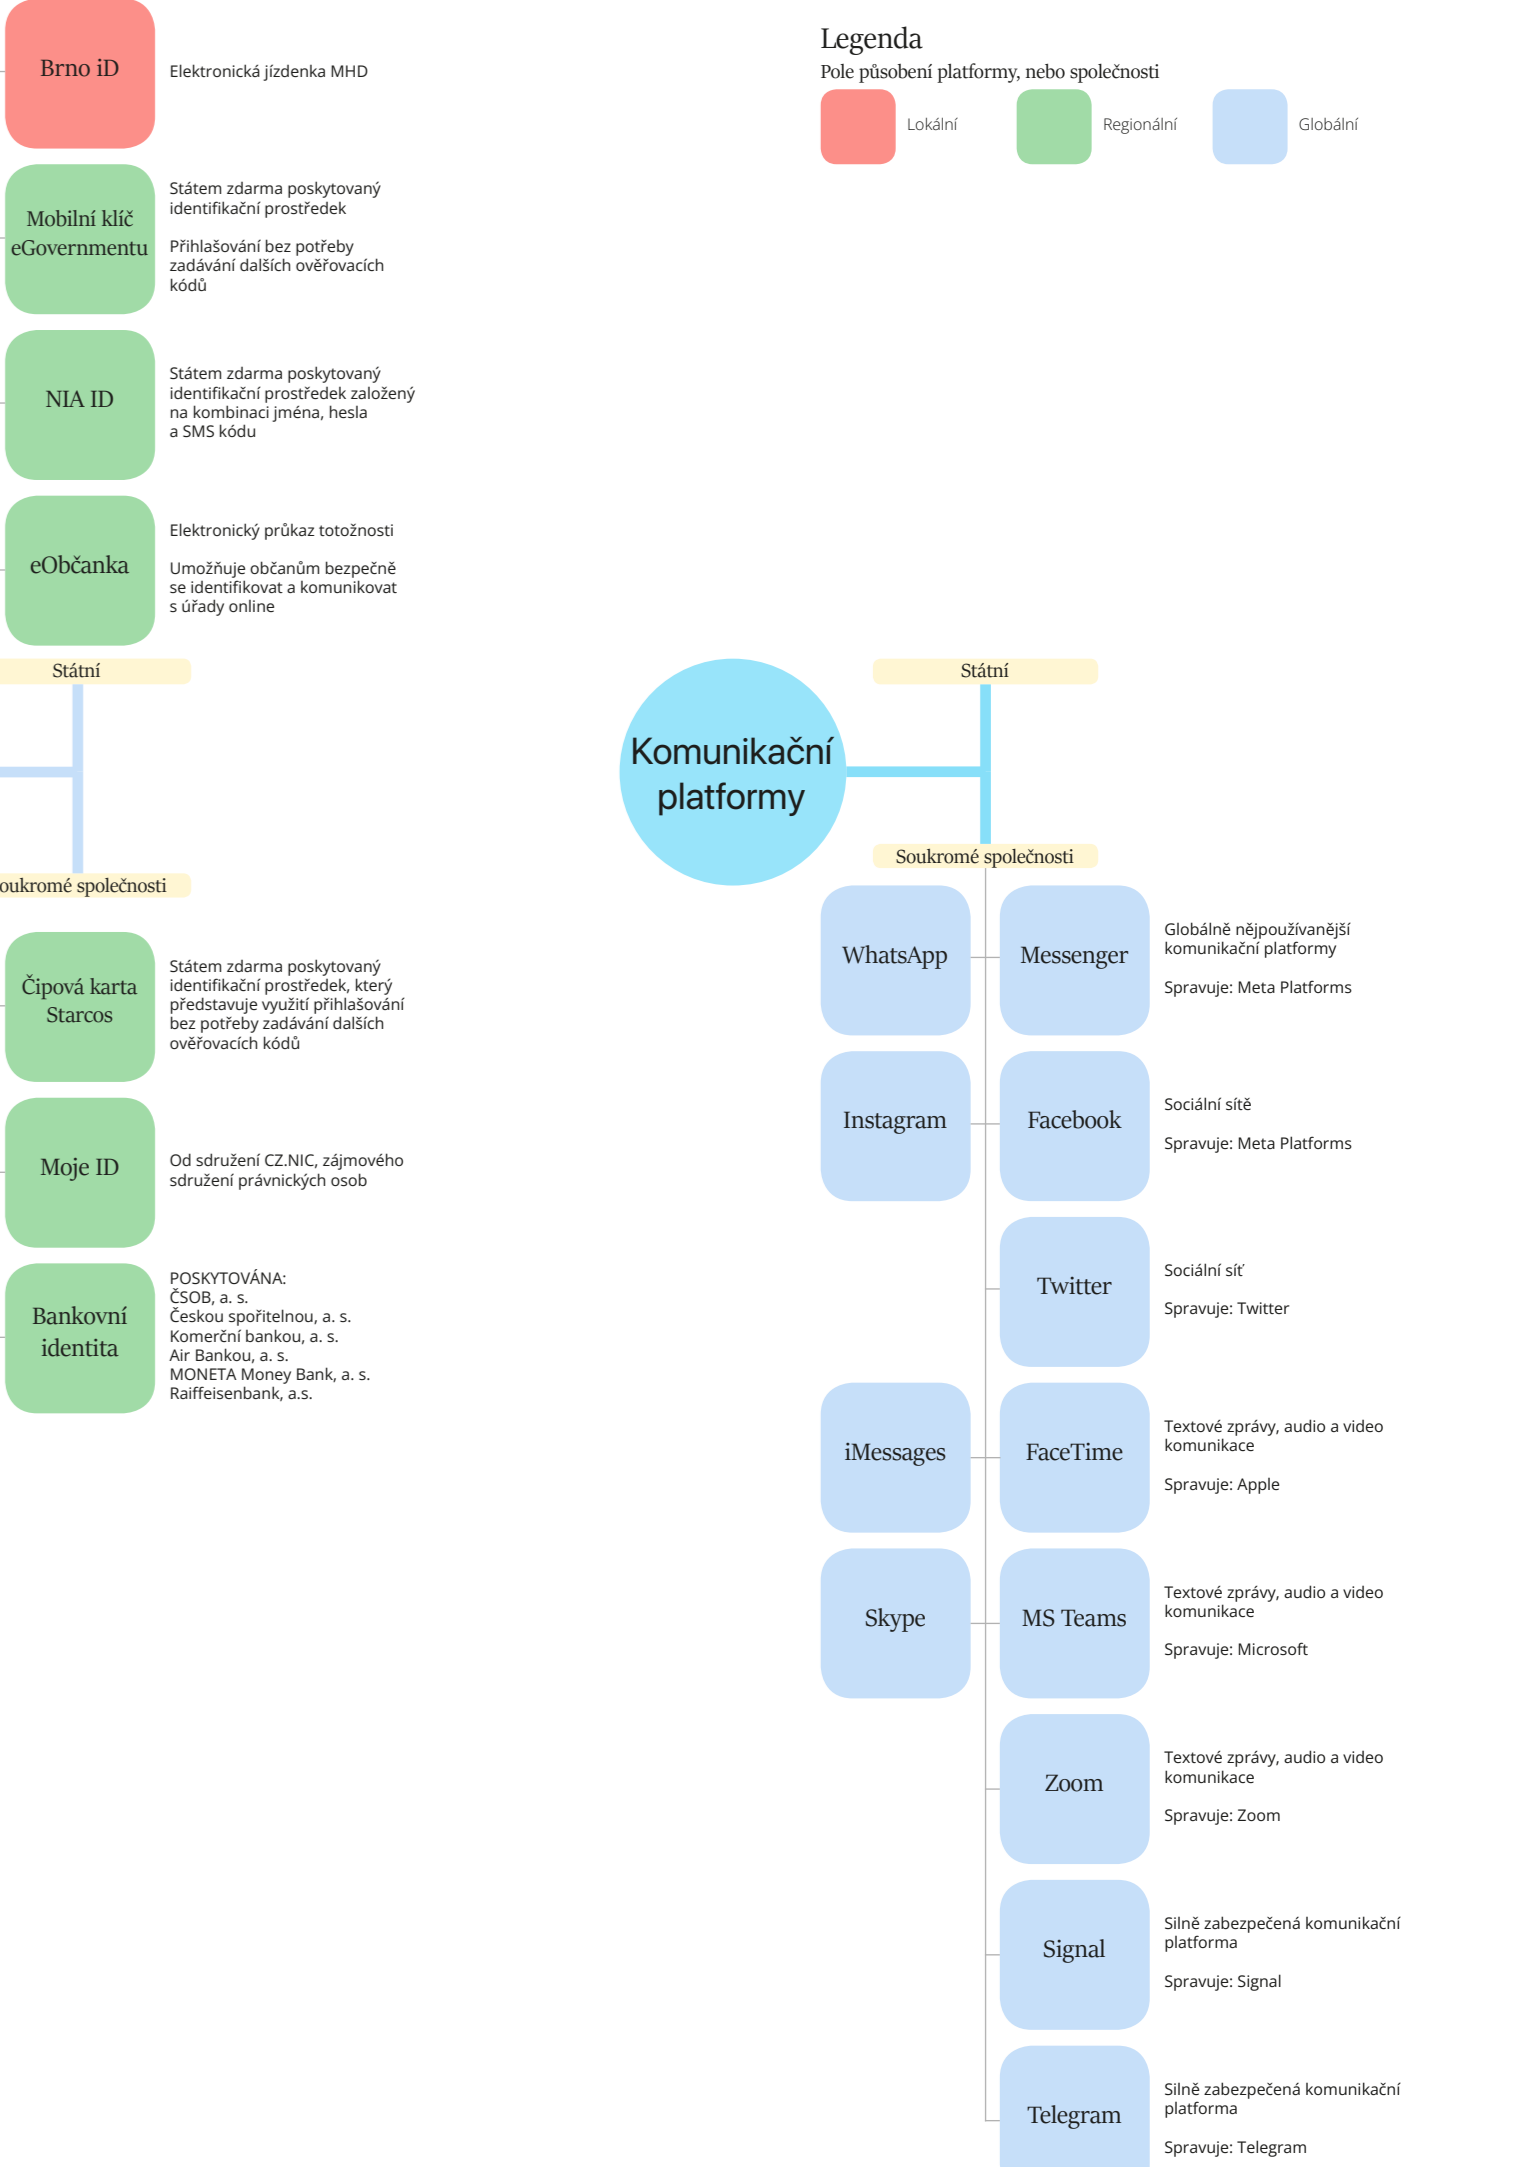 Brno iD
Elektronická jízdenka MHD
Mobilní klíč
eGovernmentu
Státem zdarma poskytovaný
identifikační prostředek
Přihlašování bez potřeby
zadávání dalších ověřovacích
kódů
NIA ID
Státem zdarma poskytovaný
identifikační prostředek založený
na kombinaci jména, hesla
a SMS kódu
eObčanka
Elektronický průkaz totožnosti
Umožňuje občanům bezpečně
se identifikovat a komunikovat
s úřady online
Státní
oukromé společnosti
Čipová karta
Starcos
Státem zdarma poskytovaný
identifikační prostředek, který
představuje využití přihlašování
bez potřeby zadávání dalších
ověřovacích kódů
Moje ID
Od sdružení CZ.NIC, zájmového
sdružení právnických osob
Bankovní
identita
POSKYTOVÁNA:
ČSOB, a. s.
Českou spořitelnou, a. s.
Komerční bankou, a. s.
Air Bankou, a. s.
MONETA Money Bank, a. s.
Raiffeisenbank, a.s.
Legenda
Pole působení platformy, nebo společnosti
Lokální
Regionální
Globální
Komunikační
platformy
Státní
Soukromé společnosti
WhatsApp
Messenger
Globálně nějpoužívanější
komunikační platformy
Spravuje: Meta Platforms
Instagram
Facebook
Sociální sítě
Spravuje: Meta Platforms
Twitter
Sociální síť
Spravuje: Twitter
iMessages
FaceTime
Textové zprávy, audio a video
komunikace
Spravuje: Apple
Skype
MS Teams
Textové zprávy, audio a video
komunikace
Spravuje: Microsoft
Zoom
Textové zprávy, audio a video
komunikace
Spravuje: Zoom
Signal
Silně zabezpečená komunikační
platforma
Spravuje: Signal
Telegram
Silně zabezpečená komunikační
platforma
Spravuje: Telegram